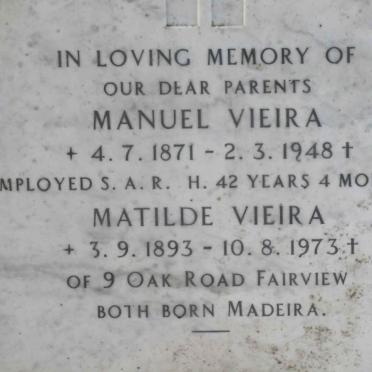 IN LOVING MEMORY OF
OUR DEAR PARENTS
MANUEL VIEIRA
+ 4.7.1871 - 2.3.1948 †
MPLOYED S.A.R. H. 42 YEARS 4 MO
MATILDE VIEIRA
+ 3.9.1893 - 10.8.1973 †
OF 9 OAK ROAD FAIRVIEW
BOTH BORN MADEIRA.